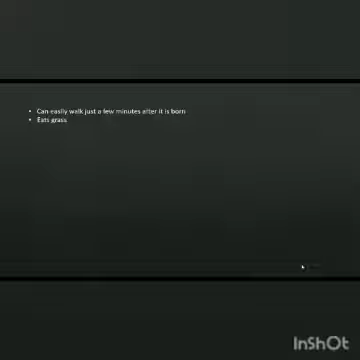 • Can easily walk just a few minutes after it is born
• Eats grass
InShOt